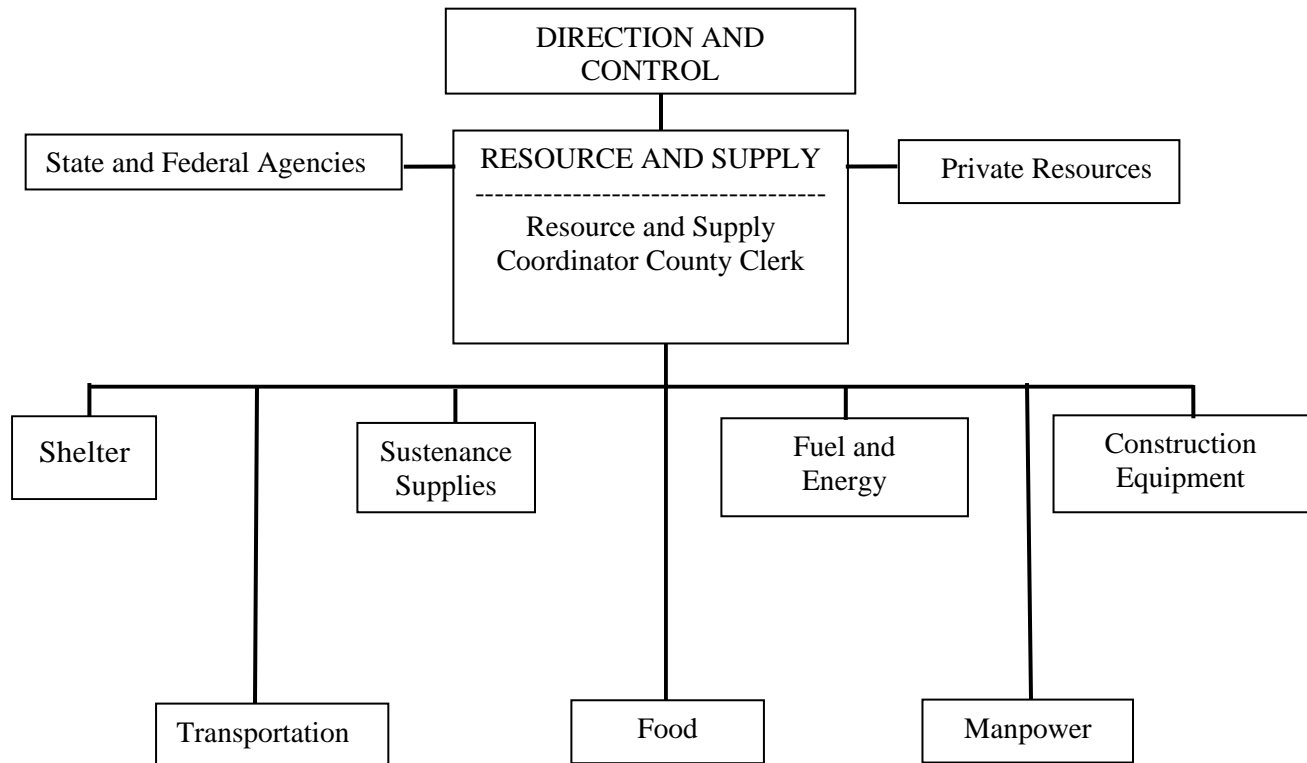 DIRECTION AND
CONTROL
State and Federal Agencies
RESOURCE AND SUPPLY
-----------------------------------
Resource and Supply
Coordinator County Clerk
Private Resources
Shelter
Sustenance
Supplies
Fuel and
Energy
Construction
Equipment
Transportation
Food
Manpower